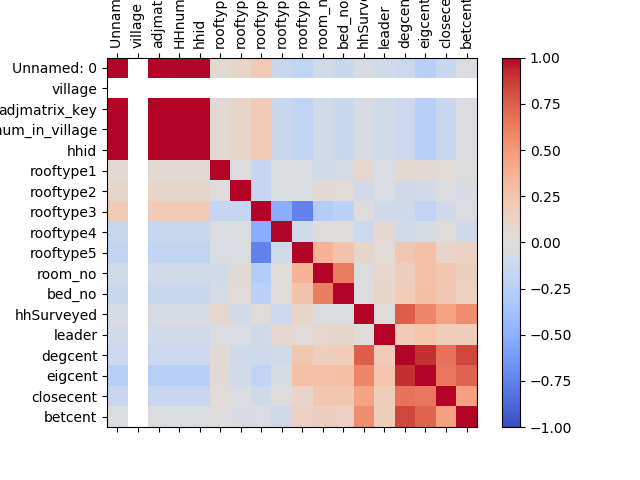 Unnam
village
adjmat
HHnum
hhid
rooftyp
rooftyp
rooftyp
rooftyp
rooftyp
room_n
bed_no
hhSurv
leader
degcent
eigcent
closece
betcent
Unnamed: 0
village
adjmatrix_key
num_in_village
hhid
rooftype1
rooftype2
rooftype3
rooftype4
rooftype5
room_no
bed_no
hhSurveyed
leader
degcent
eigcent
closecent
betcent
1.00
0.75
0.50
0.25
0.00
−0.25
−0.50
−0.75
−1.00